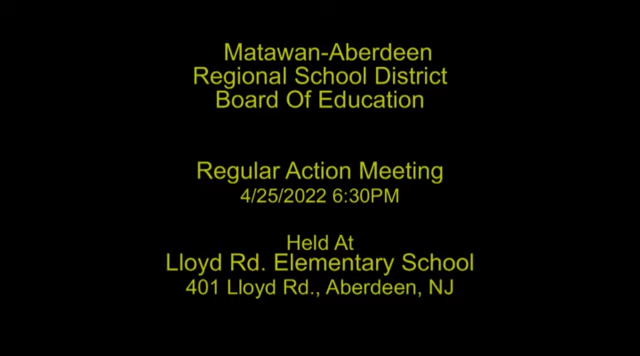 Matawan-Aberdeen
Regional School District
Board Of Education
Regular Action Meeting
4/25/2022 6:30PM
Held At
Lloyd Rd. Elementary School
401 Lloyd Rd., Aberdeen, NJ